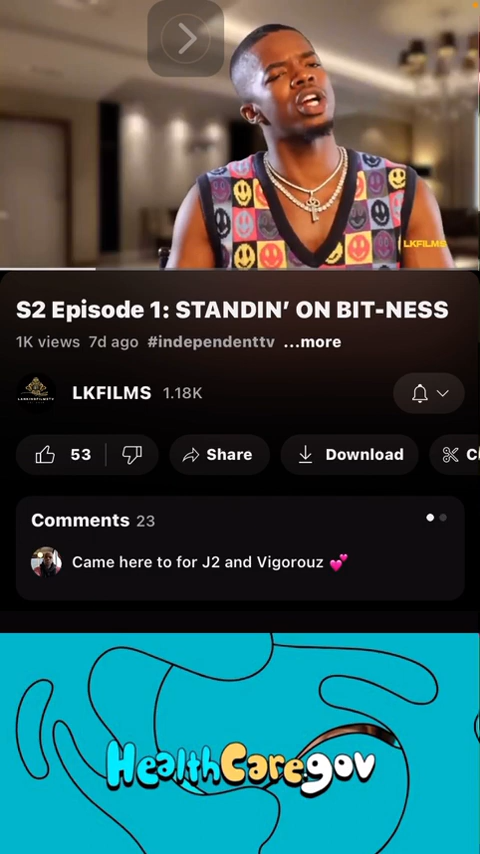 LKFILMS
S2 Episode 1: STANDIN’ ON BIT-NESS
1K views 7d ago #independenttv ...more
LKFILMS 1.18K
53 Share Download
Comments 23
Came here to for J2 and Vigorouz 💕
HealthCaregov